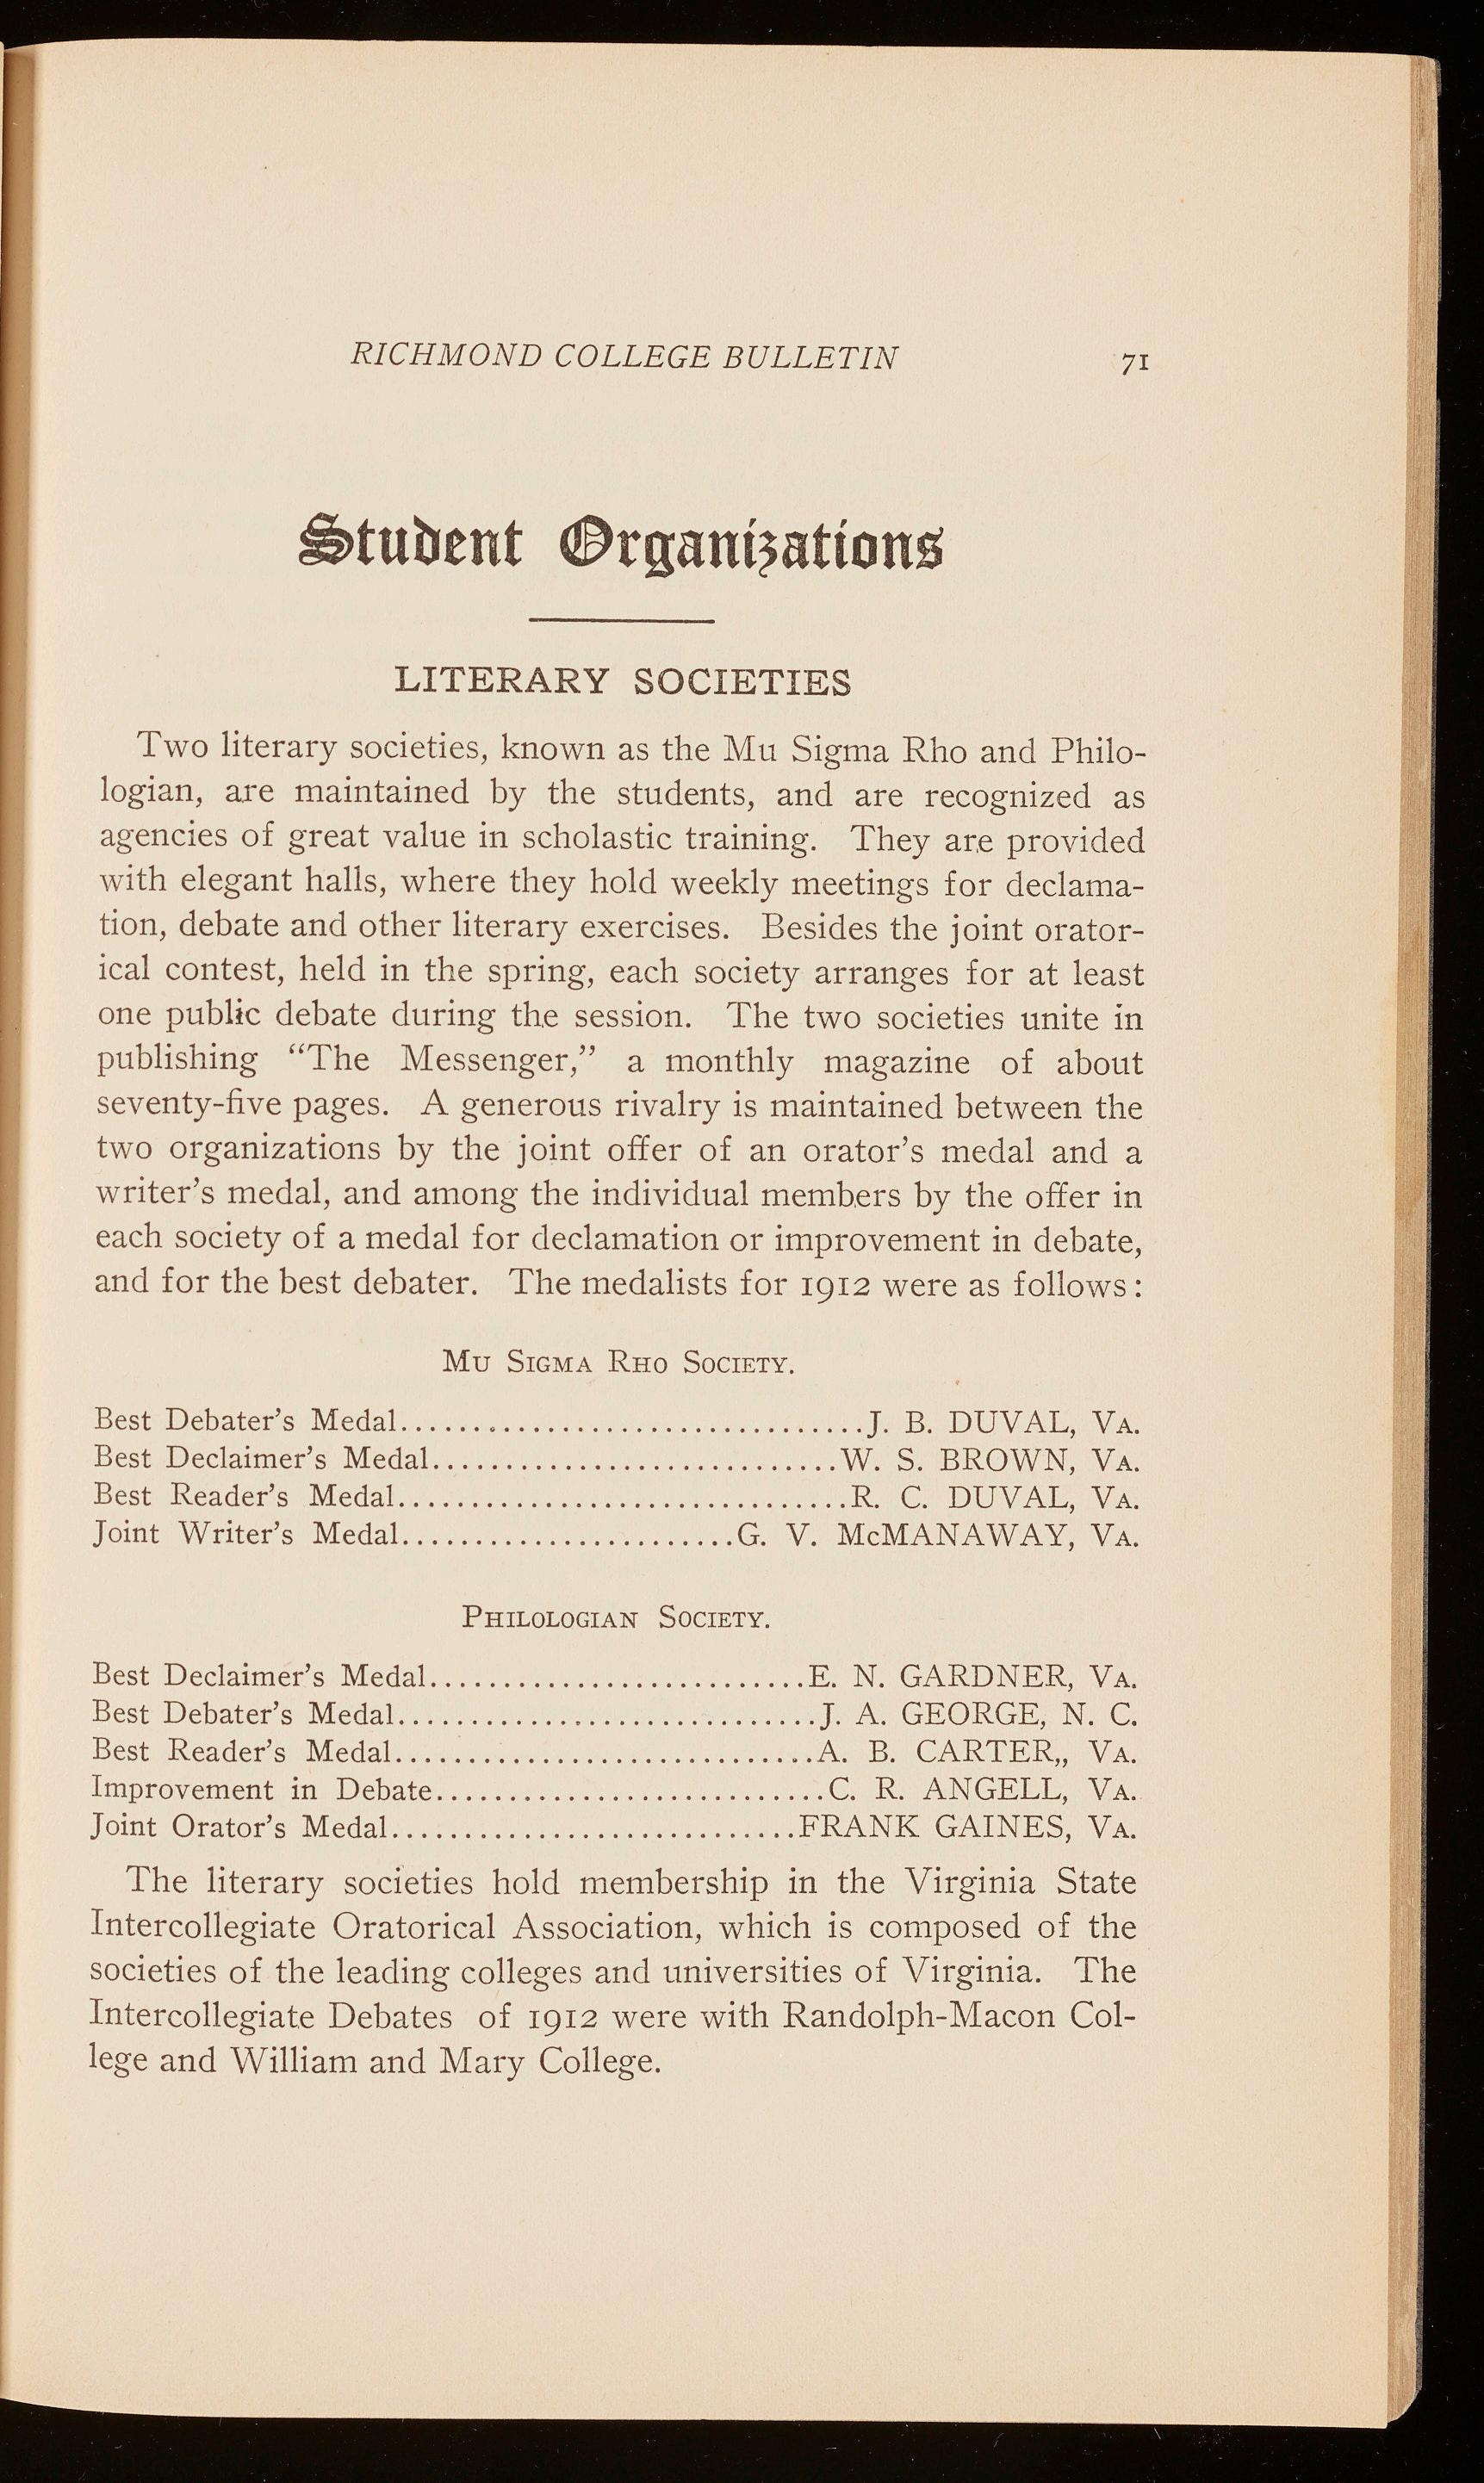 RICHMOND COLLEGE BULLETIN 71
Student Organizations
LITERARY SOCIETIES
Two literary societies, known as the Mu Sigma Rho and Philo-
logian, are maintained by the students, and are recognized as
agencies of great value in scholastic training. They are provided
with elegant halls, where they hold weekly meetings for declama-
tion, debate and other literary exercises. Besides the joint orator-
ical contest, held in the spring, each society arranges for at least
one public debate during the session. The two societies unite in
publishing “The Messenger,” a monthly magazine of about
seventy-five pages. A generous rivalry is maintained between the
two organizations by the joint offer of an orator’s medal and a
writer’s medal, and among the individual members by the offer in
each society of a medal for declamation or improvement in debate,
and for the best debater. The medalists for 1912 were as follows:
Mu Sigma Rho Society.
Best Debater’s Medal................................J. B. DUVAL, Va.
Best Declaimer’s Medal............................W. S. BROWN, Va.
Best Reader’s Medal...............................R. C. DUVAL, Va.
Joint Writer’s Medal.......................G. V. McMANAWAY, Va.
Philologian Society.
Best Declaimer’s Medal..........................E. N. GARDNER, Va.
Best Debater’s Medal.............................J. A. GEORGE, N. C.
Best Reader’s Medal.............................A. B. CARTER,, Va.
Improvement in Debate...........................C. R. ANGELL, Va.
Joint Orator’s Medal............................FRANK GAINES, Va.
The literary societies hold membership in the Virginia State
Intercollegiate Oratorical Association, which is composed of the
societies of the leading colleges and universities of Virginia. The
Intercollegiate Debates of 1912 were with Randolph-Macon Col-
lege and William and Mary College.